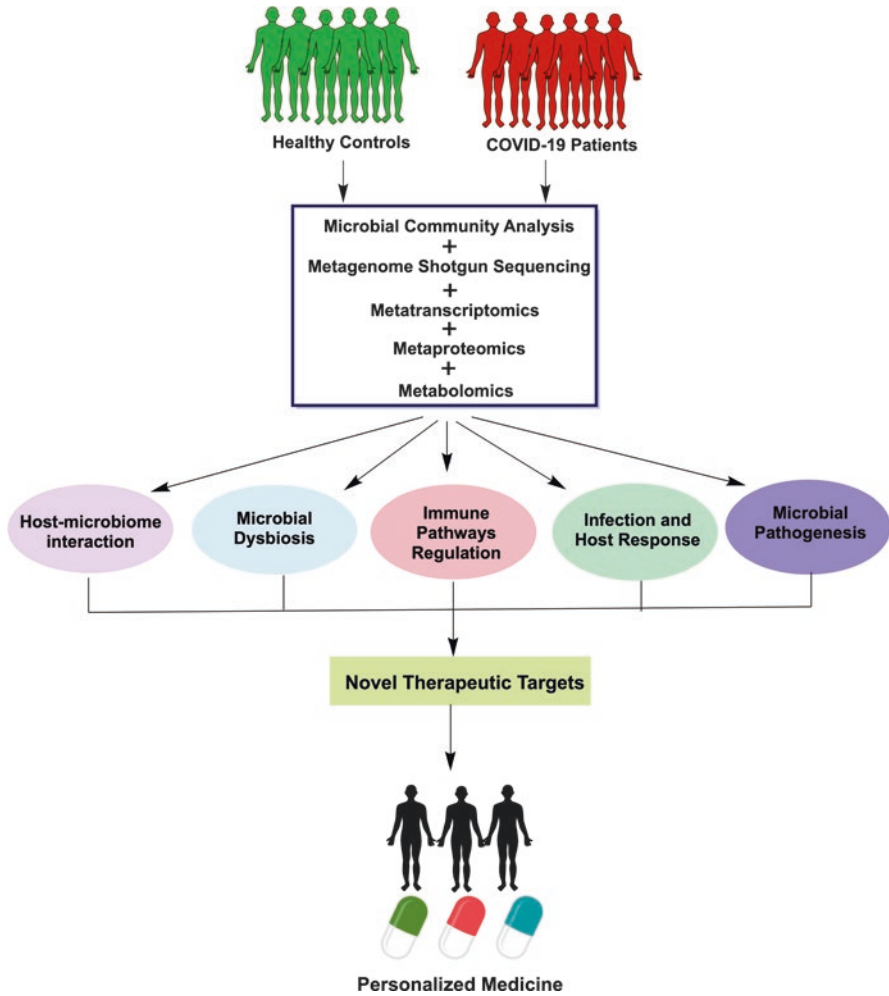 Healthy Controls
COVID-19 Patients
Microbial Community Analysis
+
Metagenome Shotgun Sequencing
+
Metatranscriptomics
+
Metaproteomics
+
Metabolomics
Host-microbiome
interaction
Microbial
Dysbiosis
Immune
Pathways
Regulation
Infection and
Host Response
Microbial
Pathogenesis
Novel Therapeutic Targets
Personalized Medicine